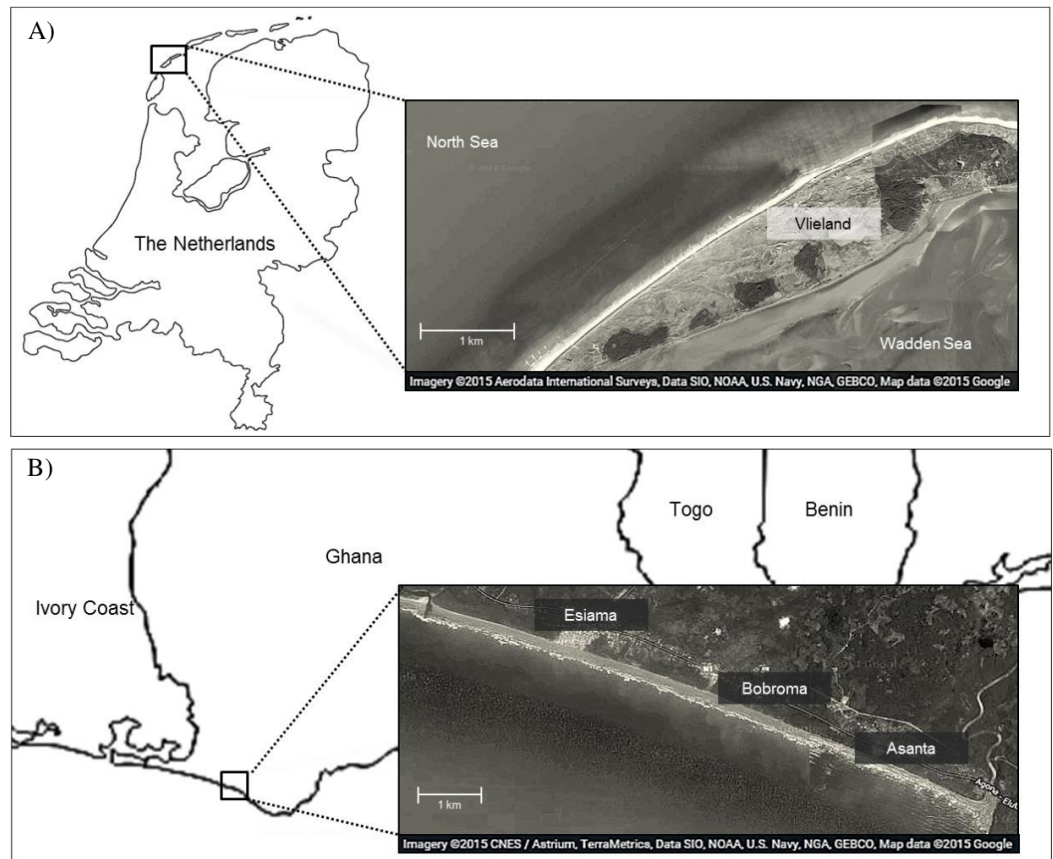 A)
North Sea
The Netherlands
Vlieland
1 km
Wadden Sea
Imagery ©2015 Aerodata International Surveys, Data SIO, NOAA, U.S. Navy, NGA, GEBCO, Map data ©2015 Google
B)
Togo
Benin
Ghana
Ivory Coast
Esiama
Bobroma
Asanta
1 km
Agona - 
Imagery ©2015 CNES / Astrium, TerraMetrics, Data SIO, NOAA, U.S. Navy, NGA, GEBCO, Map data ©2015 Google